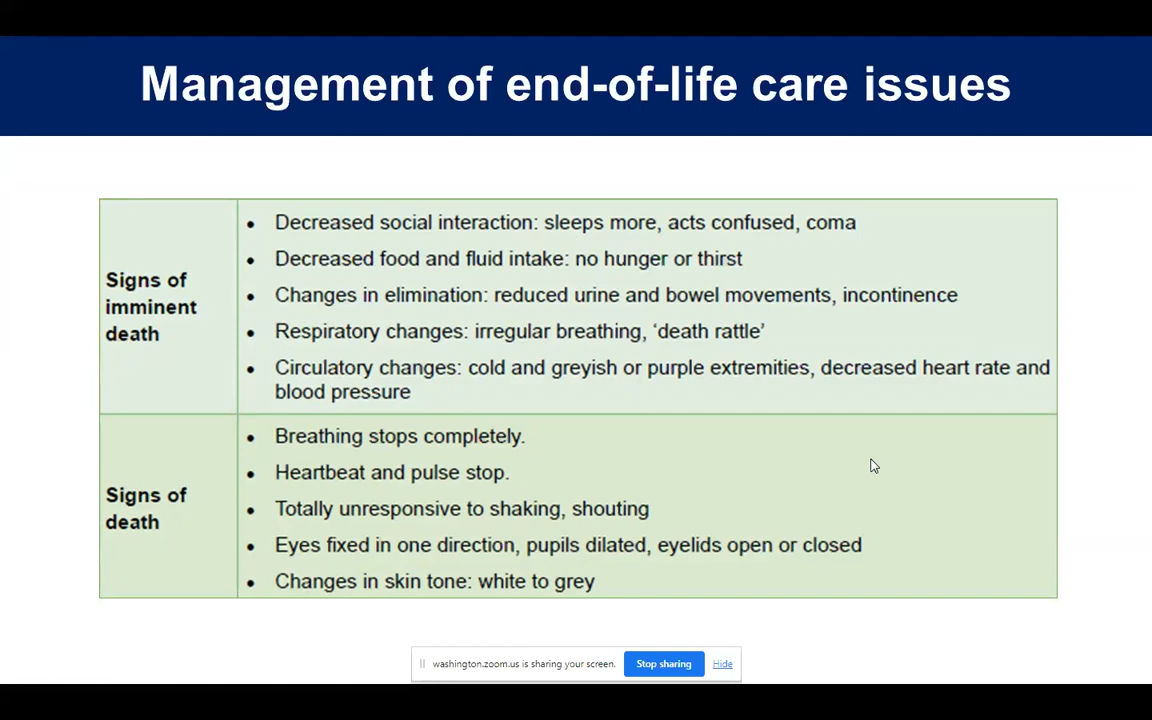 Management of end-of-life care issues
Signs of
imminent
death
• Decreased social interaction: sleeps more, acts confused, coma
• Decreased food and fluid intake: no hunger or thirst
• Changes in elimination: reduced urine and bowel movements, incontinence
• Respiratory changes: irregular breathing, ‘death rattle’
• Circulatory changes: cold and greyish or purple extremities, decreased heart rate and
blood pressure
Signs of
death
• Breathing stops completely.
• Heartbeat and pulse stop.
• Totally unresponsive to shaking, shouting
• Eyes fixed in one direction, pupils dilated, eyelids open or closed
• Changes in skin tone: white to grey
washington.zoom.us is sharing your screen. Stop sharing Hide